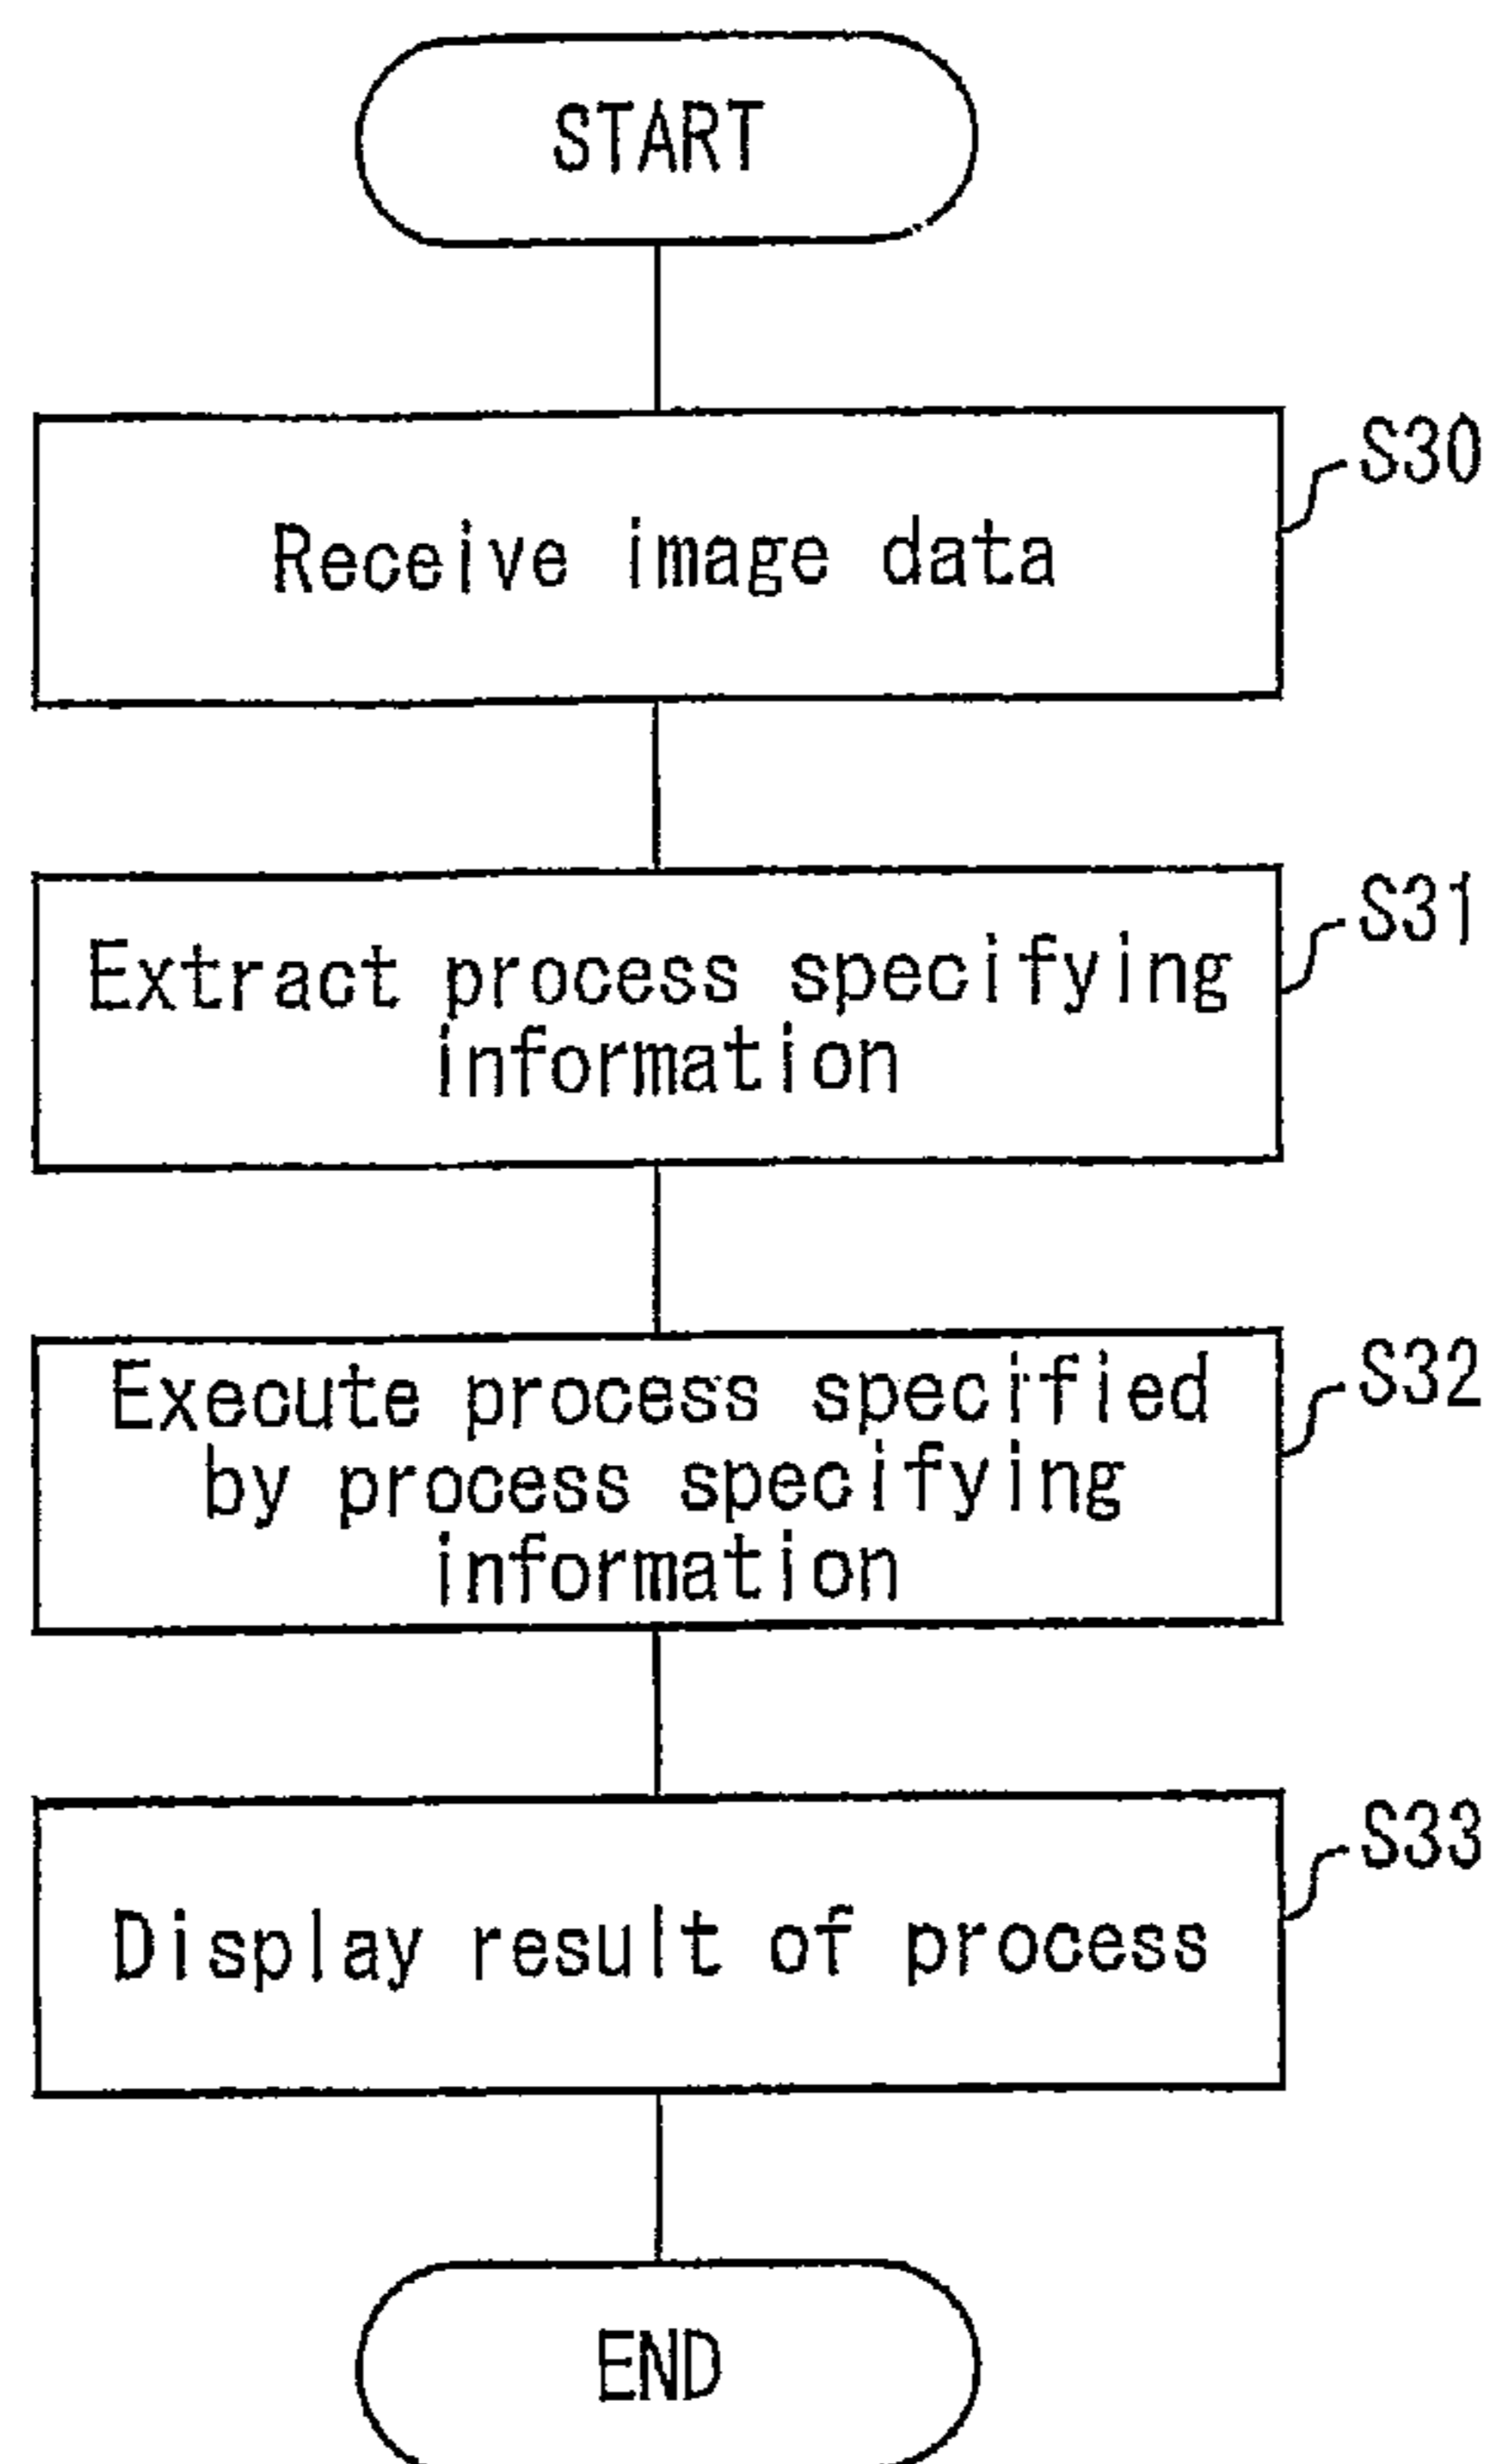 START
S30
Receive image data
S31
Extract process specifying
information
S32
Execute process specified
by process specifying
information
S33
Display result of process
END